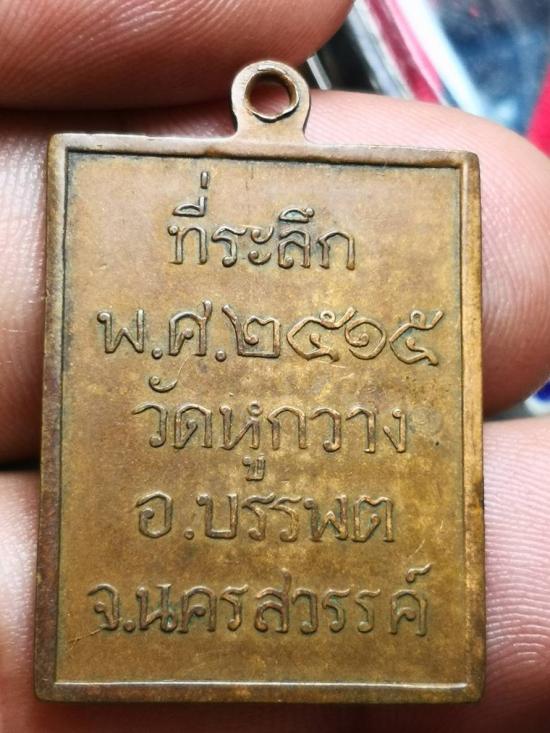 ที่ระลึก
พ.ศ.๒๕๑๕
วัดหูกวาง
อ.บรรพต
จ.นครสวรรค์